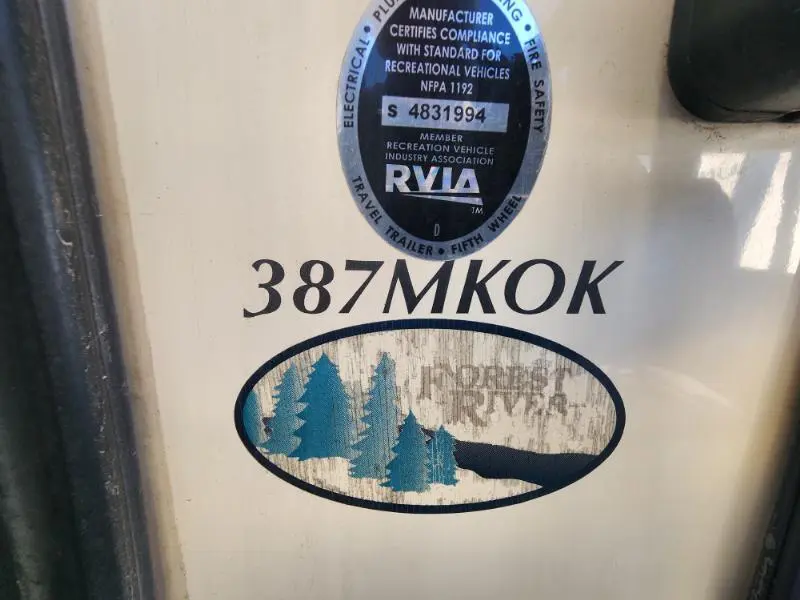 ELECTRICAL •
• FIRE SAFETY
MANUFACTURER
CERTIFIES COMPLIANCE
WITH STANDARD FOR
RECREATIONAL VEHICLES
NFPA 1192
S 4831994
MEMBER
RECREATION VEHICLE
INDUSTRY ASSOCIATION
RVIA
TM
D
TRAVEL TRAILER • FIFTH WHEEL
387MKOK
FOREST
RIVER